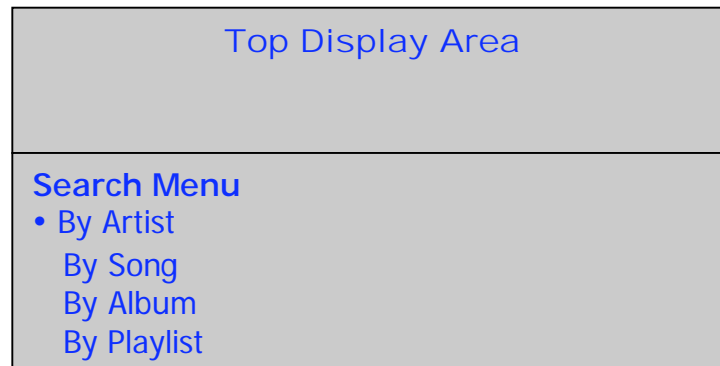 Top Display Area
Search Menu
• By Artist
By Song
By Album
By Playlist